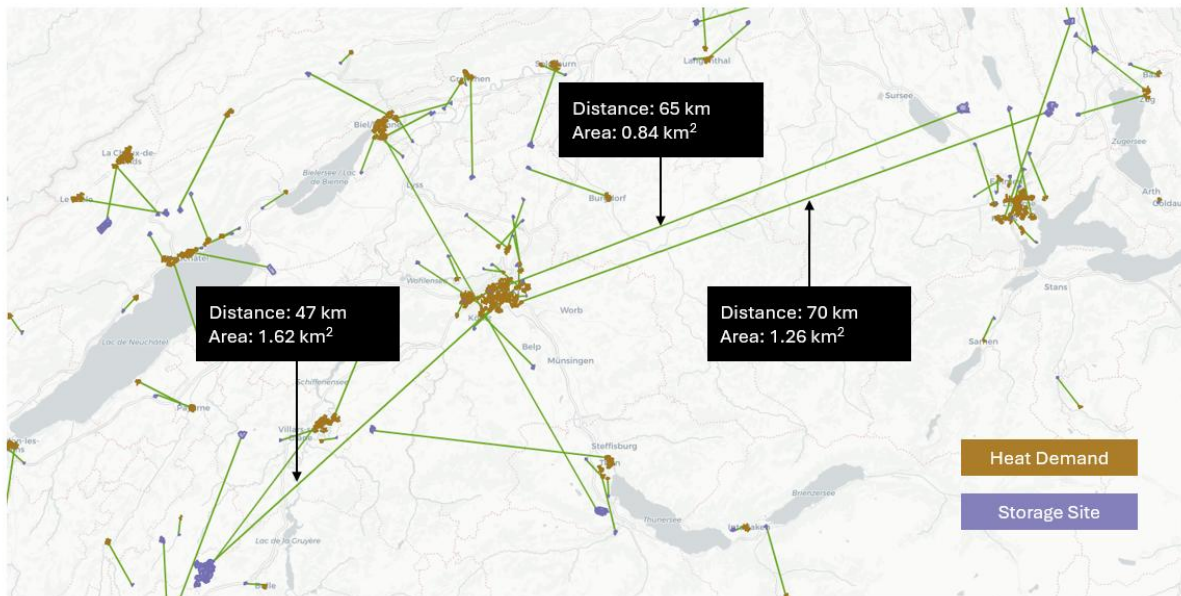 Distance: 65 km
Area: 0.84 km²
Distance: 47 km
Area: 1.62 km²
Distance: 70 km
Area: 1.26 km²
Heat Demand
Storage Site
Langenthal
Sursee
Zug
Zugersee
Arth
Goldau
Stans
Sarnen
Burgdorf
Lyss
Bielersee / Lac
de Bienne
La Chaux-de-
Wohlensee
Worb
Belp
Münsingen
Lac de Neuchâtel
Schiffenensee
Payerne
Steffisburg
Thunersee
Brienzersee
Lac de la Gruyère